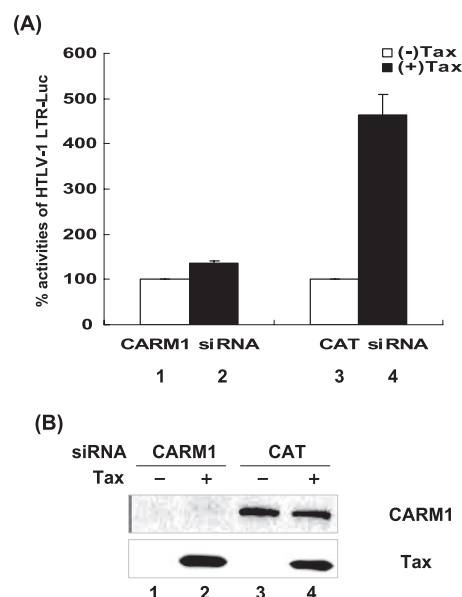 (A)
(-)Tax
(+)Tax
% activities of HTLV-1 LTR-Luc
600
500
400
300
200
100
0
CARM1 siRNA CAT siRNA
1 2 3 4
(B)
siRNA CARM1 CAT
Tax − + − +
CARM1
Tax
1 2 3 4